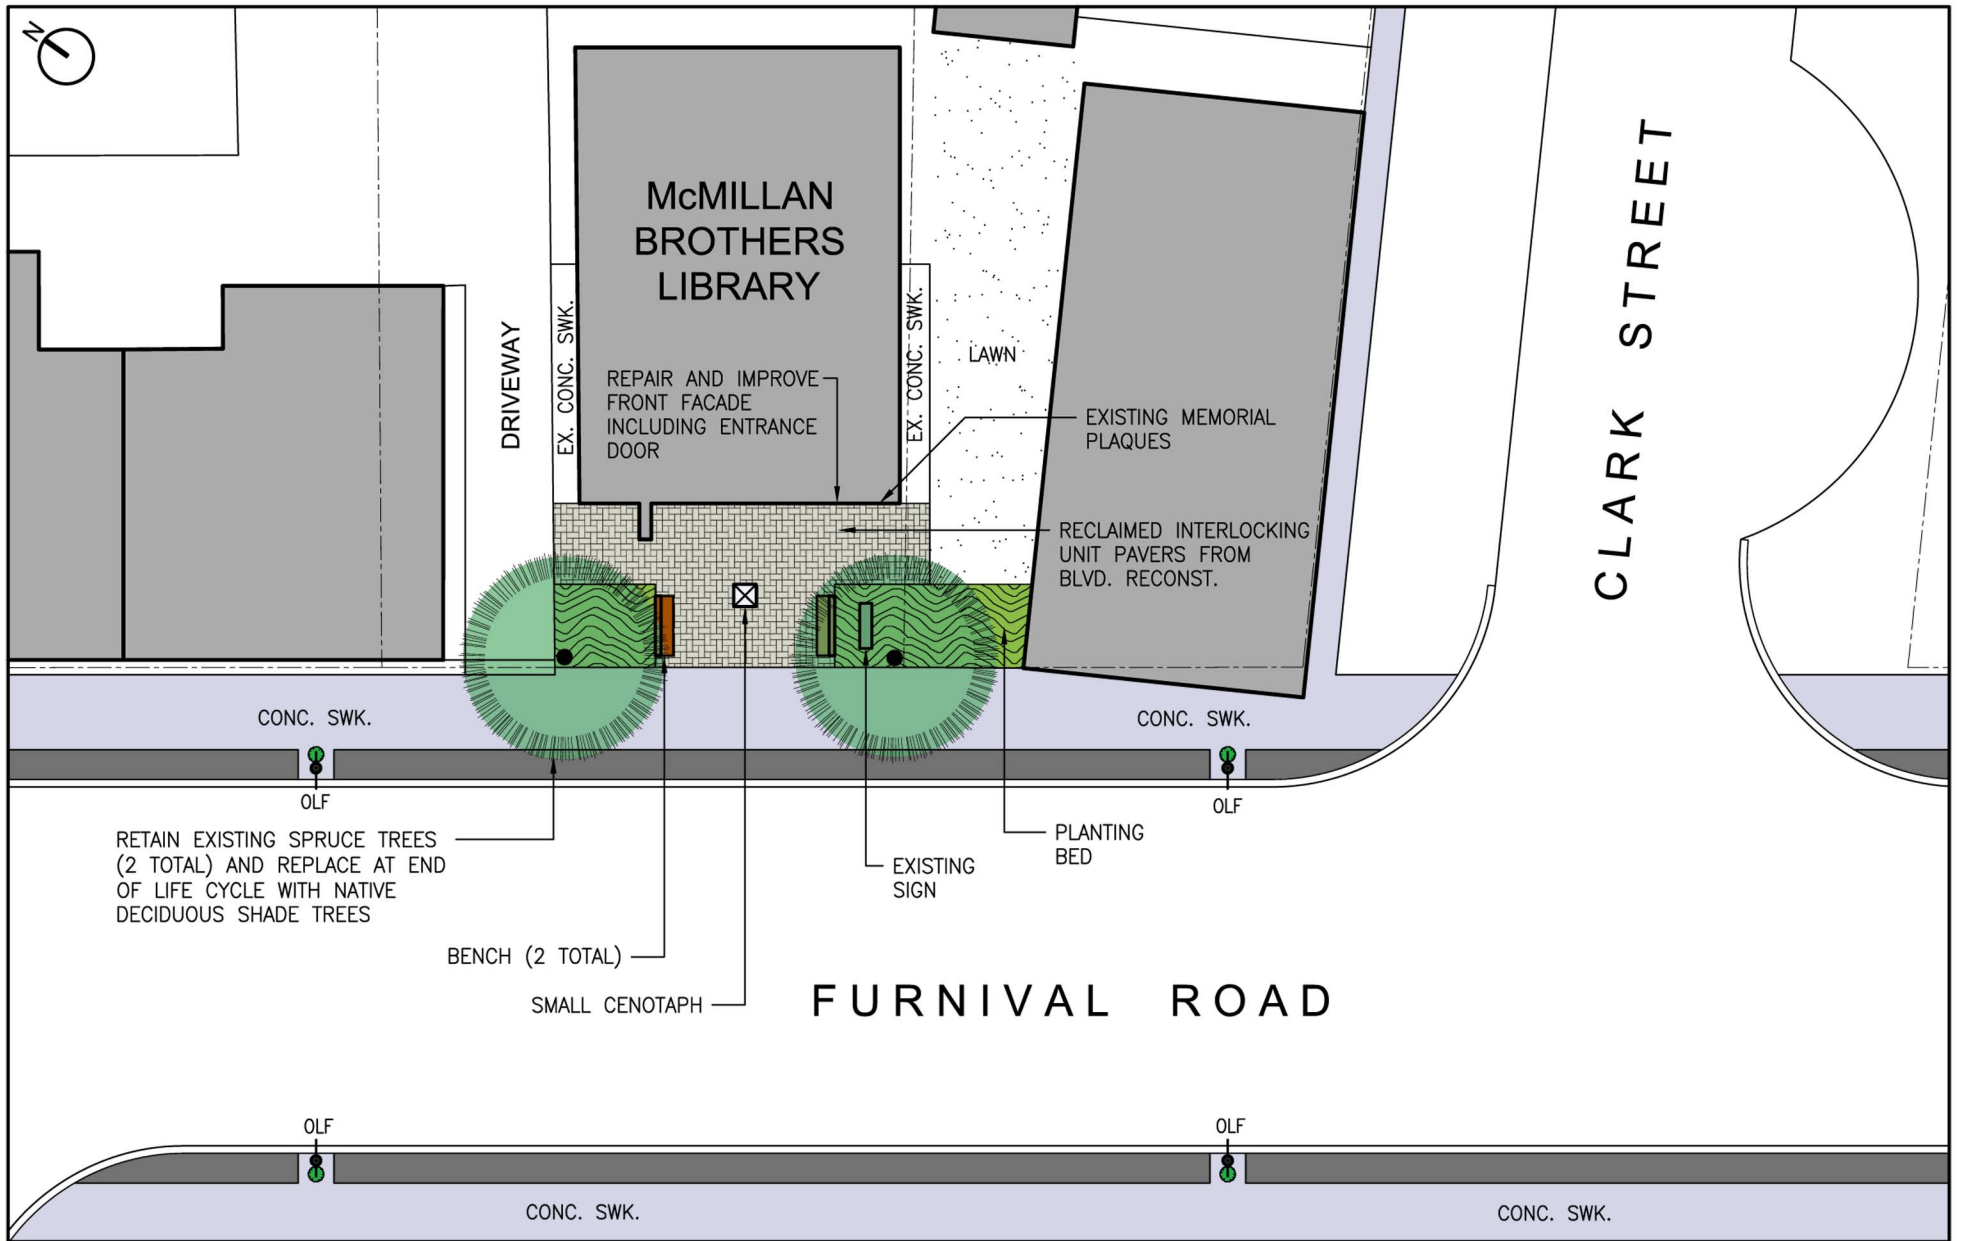 N
McMILLAN
BROTHERS
LIBRARY
DRIVEWAY
EX. CONC. SWK.
REPAIR AND IMPROVE
FRONT FACADE
INCLUDING ENTRANCE
DOOR
EX. CONC. SWK.
LAWN
EXISTING MEMORIAL
PLAQUES
RECLAIMED INTERLOCKING
UNIT PAVERS FROM
BLVD. RECONST.
CLARK STREET
CONC. SWK.
CONC. SWK.
OLF
OLF
RETAIN EXISTING SPRUCE TREES
(2 TOTAL) AND REPLACE AT END
OF LIFE CYCLE WITH NATIVE
DECIDUOUS SHADE TREES
EXISTING
SIGN
PLANTING
BED
BENCH (2 TOTAL)
SMALL CENOTAPH
FURNIVAL ROAD
OLF
OLF
CONC. SWK.
CONC. SWK.